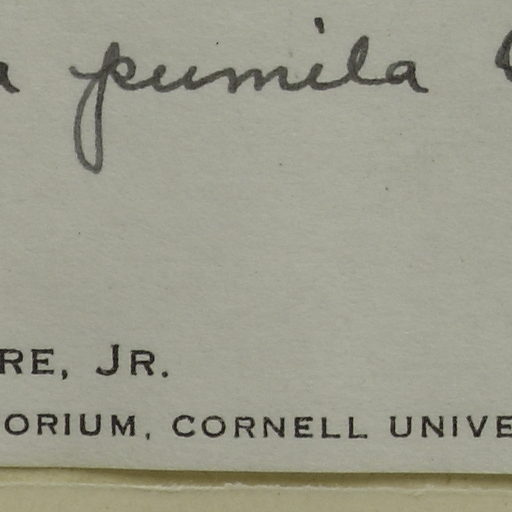 a pumila
RE, JR.
ORIUM, CORNELL UNIVE